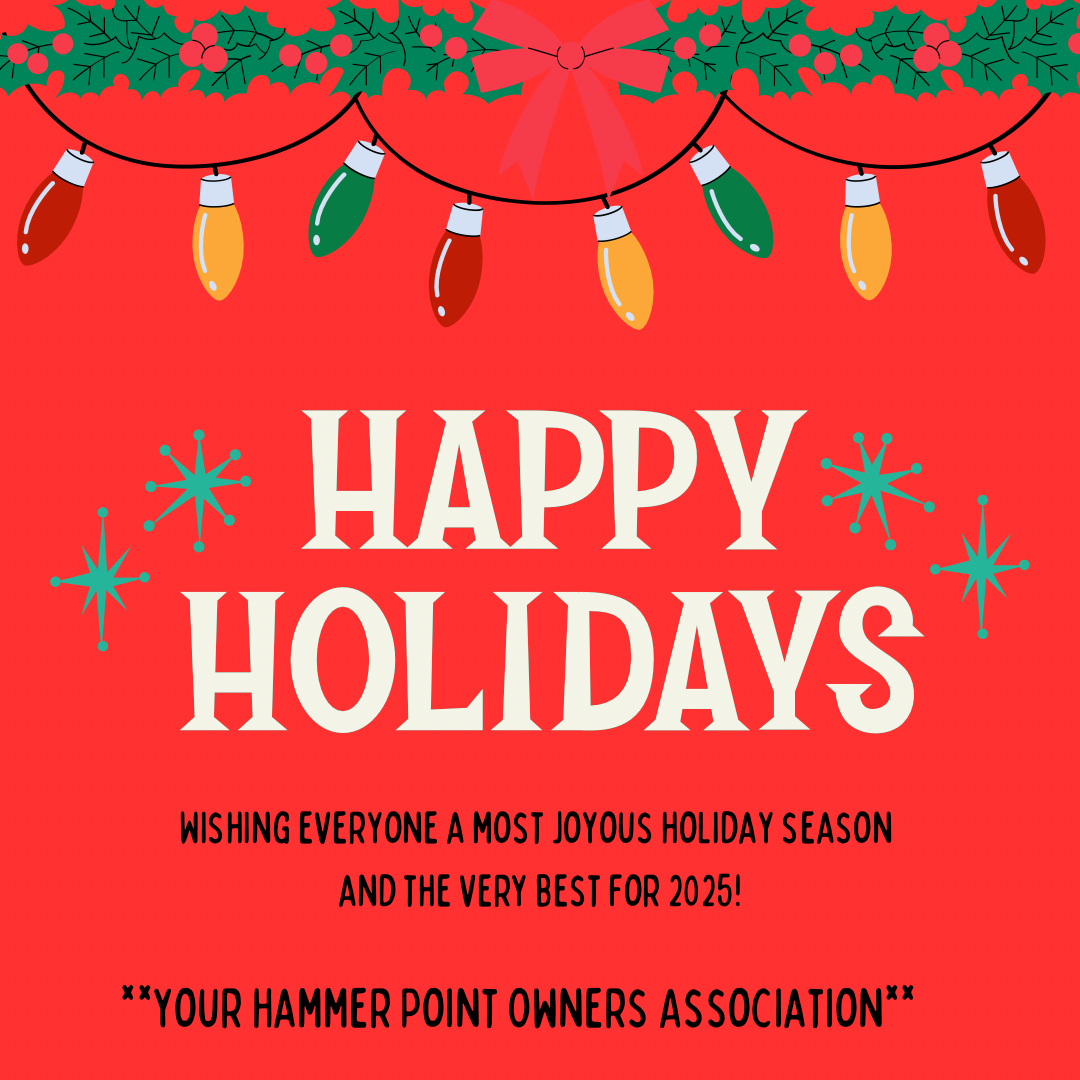 HAPPY
HOLIDAYS
WISHING EVERYONE A MOST JOYOUS HOLIDAY SEASON
AND THE VERY BEST FOR 2025!
**YOUR HAMMER POINT OWNERS ASSOCIATION**